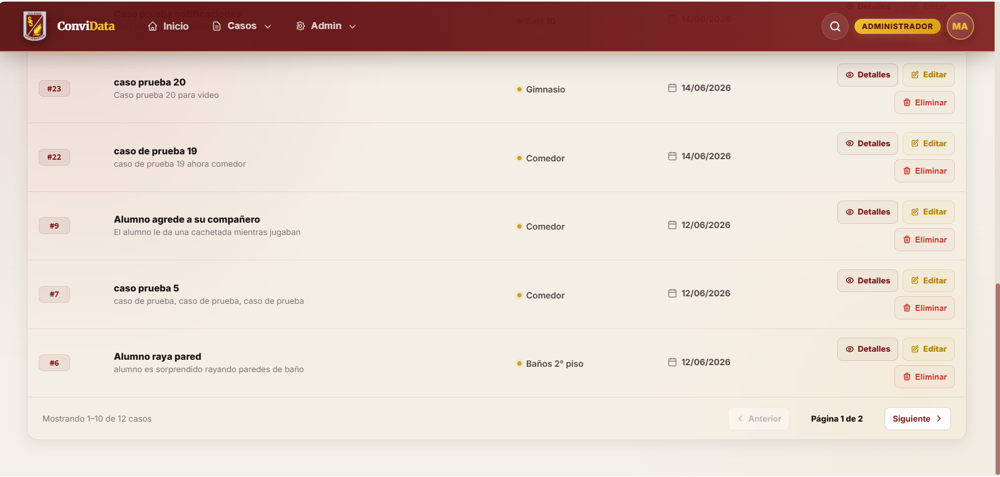 COLEGIO
SAN SEBASTIAN
ConviData
Inicio
Casos
Admin
ADMINISTRADOR
MA
Caso prueba notificaciones
Sala 10
14/06/2026
Detalles
Editar
#23
caso prueba 20
Caso prueba 20 para video
Gimnasio
14/06/2026
Detalles
Editar
Eliminar
#22
caso de prueba 19
caso de prueba 19 ahora comedor
Comedor
14/06/2026
Detalles
Editar
Eliminar
#9
Alumno agrede a su compañero
El alumno le da una cachetada mientras jugaban
Comedor
12/06/2026
Detalles
Editar
Eliminar
#7
caso prueba 5
caso de prueba, caso de prueba, caso de prueba
Comedor
12/06/2026
Detalles
Editar
Eliminar
#6
Alumno raya pared
alumno es sorprendido rayando paredes de baño
Baños 2° piso
12/06/2026
Detalles
Editar
Eliminar
Mostrando 1–10 de 12 casos
Anterior
Página 1 de 2
Siguiente